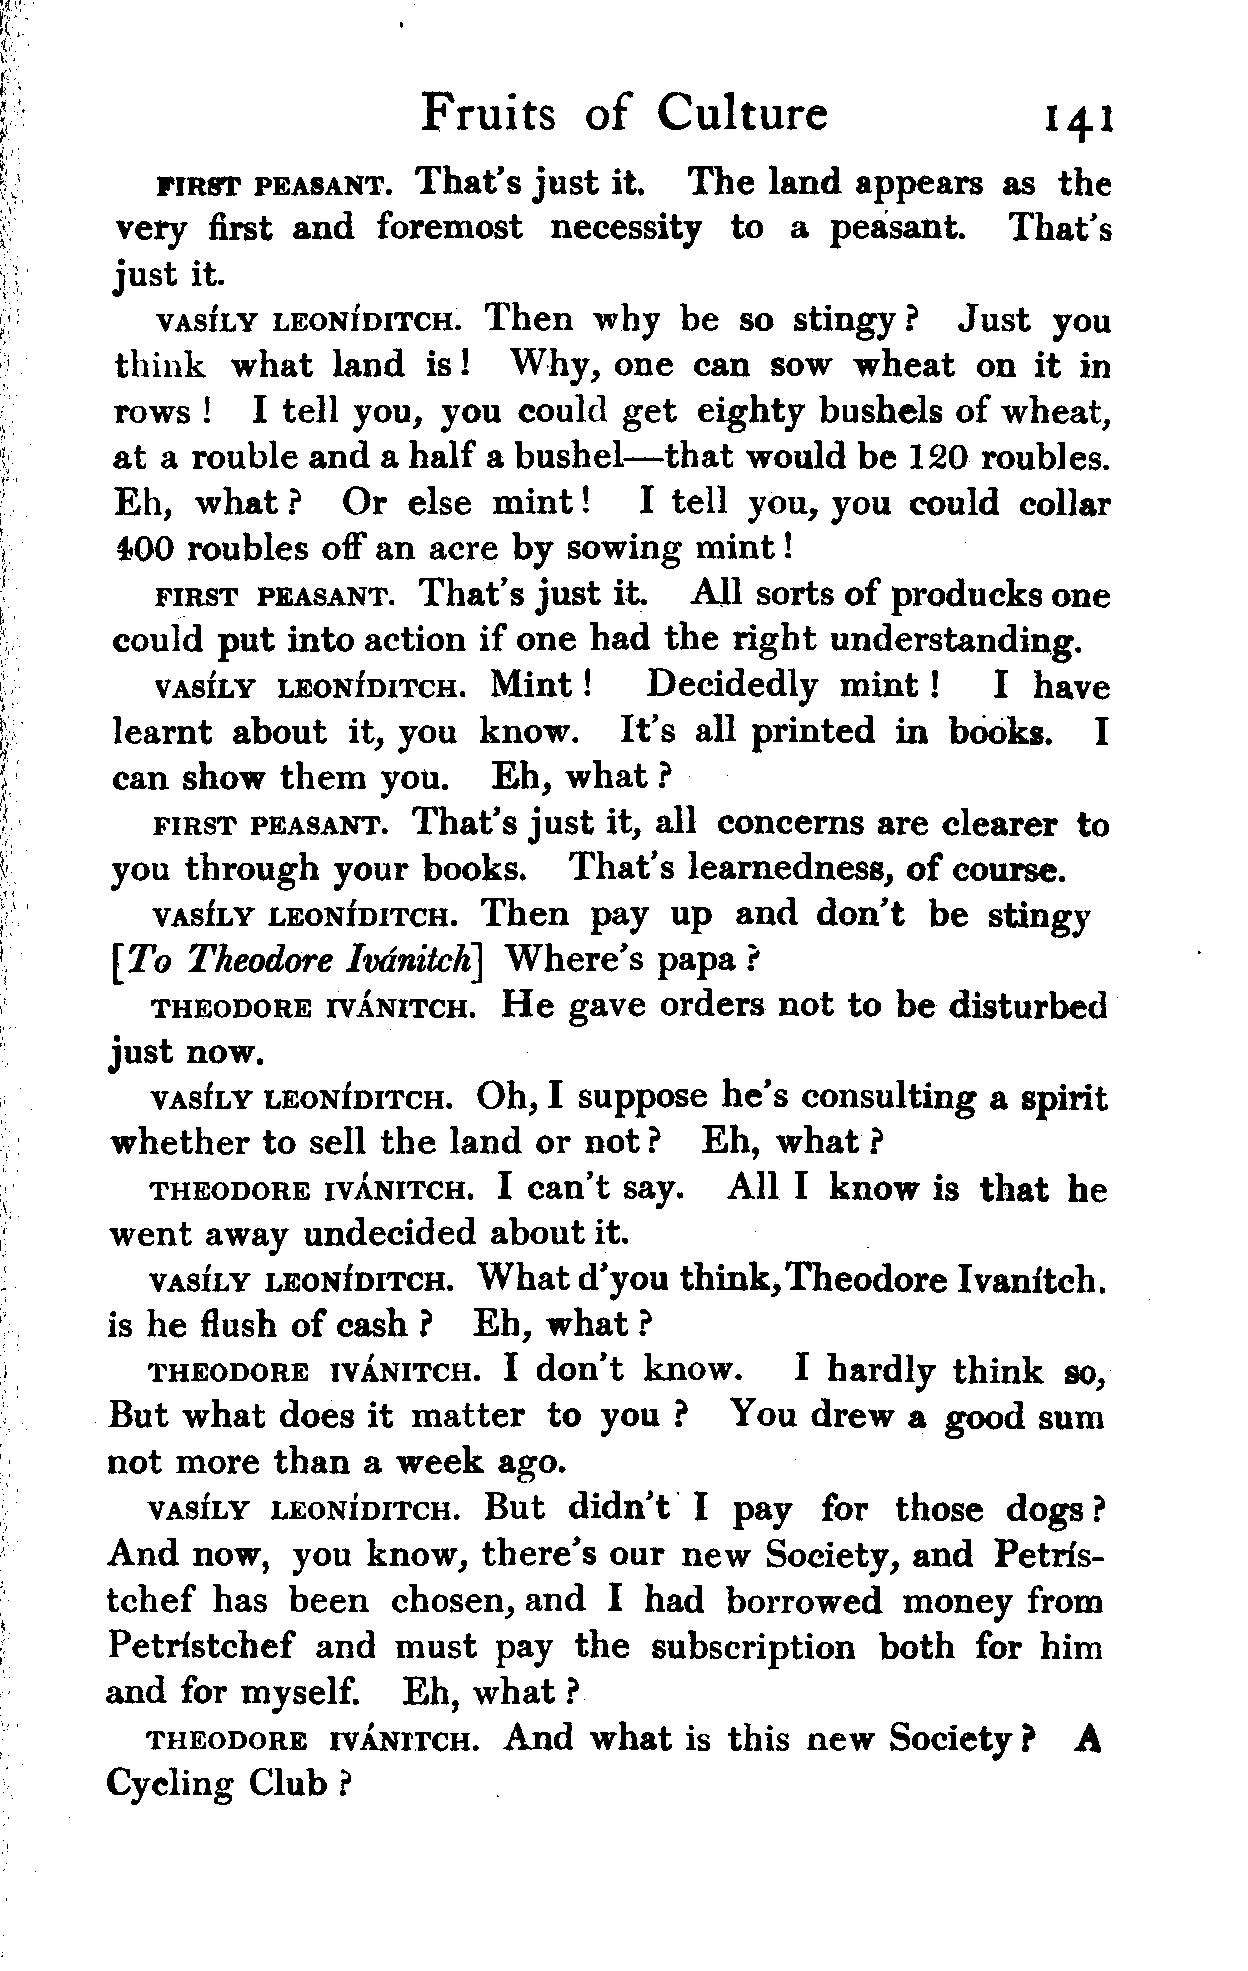 Fruits of Culture 141
FIRST PEASANT. That's just it. The land appears as the
very first and foremost necessity to a peasant. That's
just it.
VASÍLY LEONÍDITCH. Then why be so stingy? Just you
think what land is! Why, one can sow wheat on it in
rows! I tell you, you could get eighty bushels of wheat,
at a rouble and a half a bushel—that would be 120 roubles.
Eh, what? Or else mint! I tell you, you could collar
400 roubles off an acre by sowing mint!
FIRST PEASANT. That's just it. All sorts of producks one
could put into action if one had the right understanding.
VASÍLY LEONÍDITCH. Mint! Decidedly mint! I have
learnt about it, you know. It's all printed in books. I
can show them you. Eh, what?
FIRST PEASANT. That's just it, all concerns are clearer to
you through your books. That's learnedness, of course.
VASÍLY LEONÍDITCH. Then pay up and don't be stingy
[To Theodore Ivánitch] Where's papa?
THEODORE IVÁNITCH. He gave orders not to be disturbed
just now.
VASÍLY LEONÍDITCH. Oh, I suppose he's consulting a spirit
whether to sell the land or not? Eh, what?
THEODORE IVÁNITCH. I can't say. All I know is that he
went away undecided about it.
VASÍLY LEONÍDITCH. What d'you think, Theodore Ivanítch.
is he flush of cash? Eh, what?
THEODORE IVÁNITCH. I don't know. I hardly think so,
But what does it matter to you? You drew a good sum
not more than a week ago.
VASÍLY LEONÍDITCH. But didn't I pay for those dogs?
And now, you know, there's our new Society, and Petrís-
tchef has been chosen, and I had borrowed money from
Petrístchef and must pay the subscription both for him
and for myself. Eh, what?
THEODORE IVÁNITCH. And what is this new Society? A
Cycling Club?